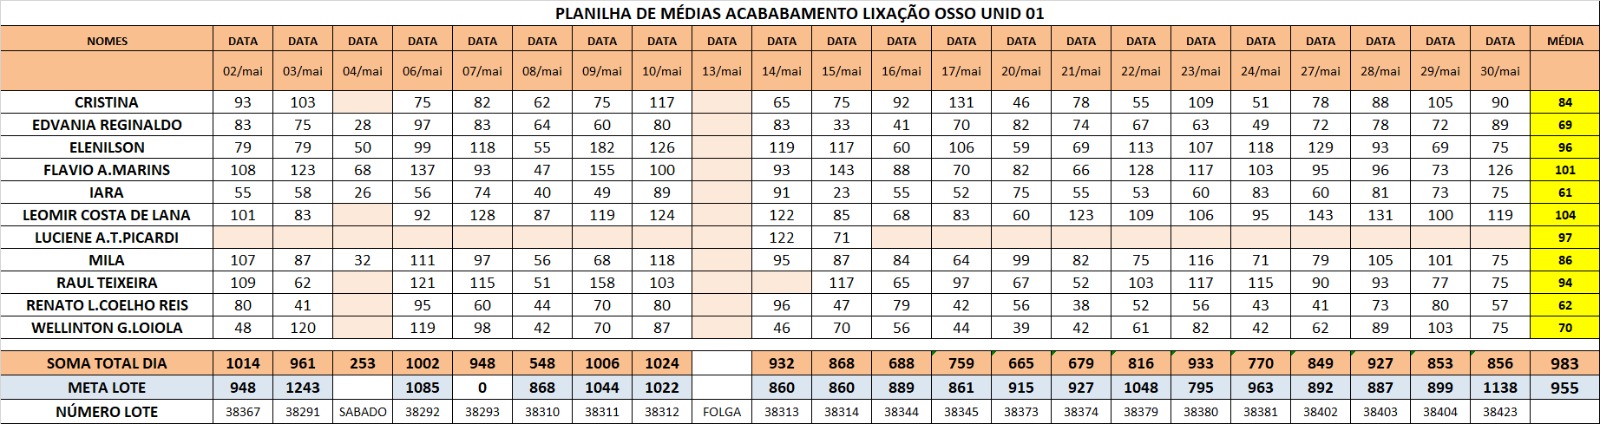 PLANILHA DE MÉDIAS ACABABAMENTO LIXAÇÃO OSSO UNID 01
NOMES DATA DATA DATA DATA DATA DATA DATA DATA DATA DATA DATA DATA DATA DATA DATA DATA DATA DATA DATA DATA DATA DATA MÉDIA
02/mai 03/mai 04/mai 06/mai 07/mai 08/mai 09/mai 10/mai 13/mai 14/mai 15/mai 16/mai 17/mai 20/mai 21/mai 22/mai 23/mai 24/mai 27/mai 28/mai 29/mai 30/mai
CRISTINA 93 103 75 82 62 75 117 65 75 92 131 46 78 55 109 51 78 88 105 90 84
EDVANIA REGINALDO 83 75 28 97 83 64 60 80 83 33 41 70 82 74 67 63 49 72 78 72 89 69
ELENILSON 79 79 50 99 118 55 182 126 119 117 60 106 59 69 113 107 118 129 93 69 75 96
FLAVIO A.MARINS 108 123 68 137 93 47 155 100 93 143 88 70 82 66 128 117 103 95 96 73 126 101
IARA 55 58 26 56 74 40 49 89 91 23 55 52 75 55 53 60 83 60 81 73 75 61
LEOMIR COSTA DE LANA 101 83 92 128 87 119 124 122 85 68 83 60 123 109 106 95 143 131 100 119 104
LUCIENE A.T.PICARDI 122 71 97
MILA 107 87 32 111 97 56 68 118 95 87 84 64 99 82 75 116 71 79 105 101 75 86
RAUL TEIXEIRA 109 62 121 115 51 158 103 117 65 97 67 52 103 117 115 90 93 77 75 94
RENATO L.COELHO REIS 80 41 95 60 44 70 80 96 47 79 42 56 38 52 56 43 41 73 80 57 62
WELLINTON G.LOIOLA 48 120 119 98 42 70 87 46 70 56 44 39 42 61 82 42 62 89 103 75 70
SOMA TOTAL DIA 1014 961 253 1002 948 548 1006 1024 932 868 688 759 665 679 816 933 770 849 927 853 856 983
META LOTE 948 1243 1085 0 868 1044 1022 860 860 889 861 915 927 1048 795 963 892 887 899 1138 955
NÚMERO LOTE 38367 38291 SABADO 38292 38293 38310 38311 38312 FOLGA 38313 38314 38344 38345 38373 38374 38379 38380 38381 38402 38403 38404 38423